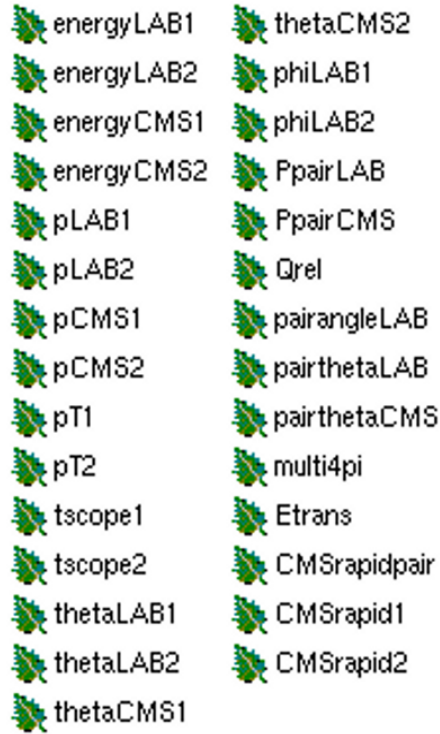 energyLAB1
energyLAB2
energyCMS1
energyCMS2
pLAB1
pLAB2
pCMS1
pCMS2
pT1
pT2
tscope1
tscope2
thetaLAB1
thetaLAB2
thetaCMS1
thetaCMS2
phiLAB1
phiLAB2
PpairLAB
PpairCMS
Qrel
pairangleLAB
pairthetaLAB
pairthetaCMS
multi4pi
Etrans
CMSrapidpair
CMSrapid1
CMSrapid2